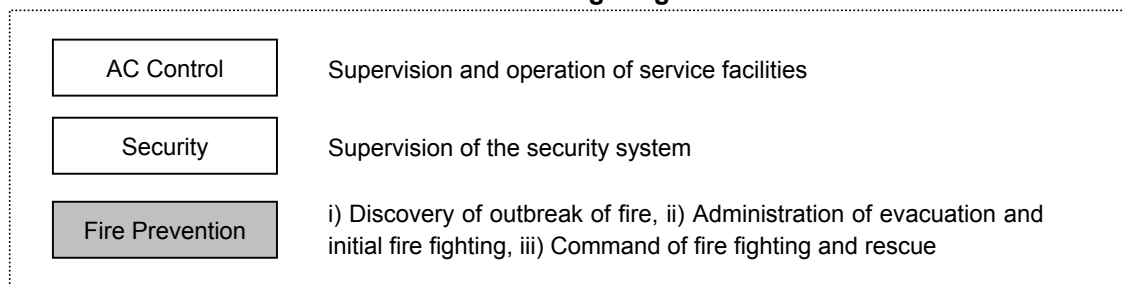 AC Control
Supervision and operation of service facilities
Security
Supervision of the security system
Fire Prevention
i) Discovery of outbreak of fire, ii) Administration of evacuation and
initial fire fighting, iii) Command of fire fighting and rescue